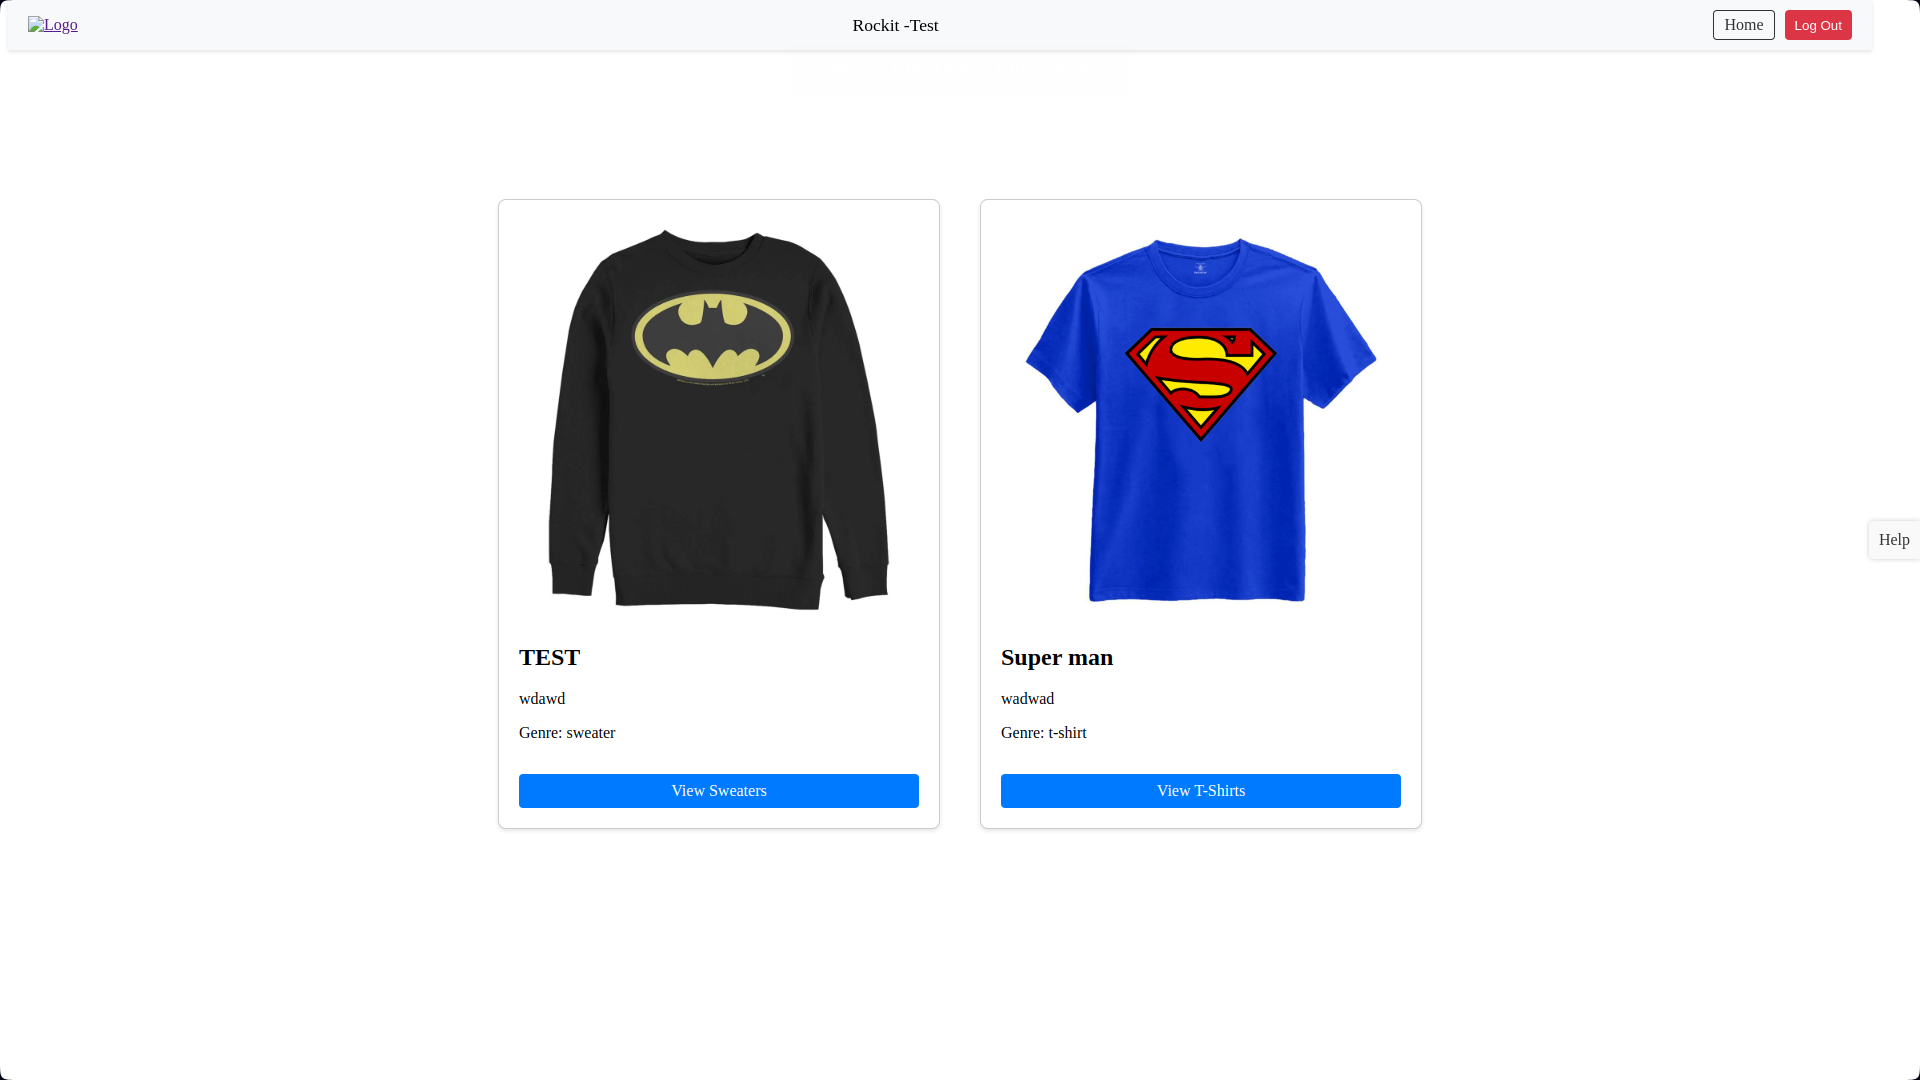 Logo
Rockit -Test
Home
Log Out
Help
TEST
wdawd
Genre: sweater
View Sweaters
Super man
wadwad
Genre: t-shirt
View T-Shirts